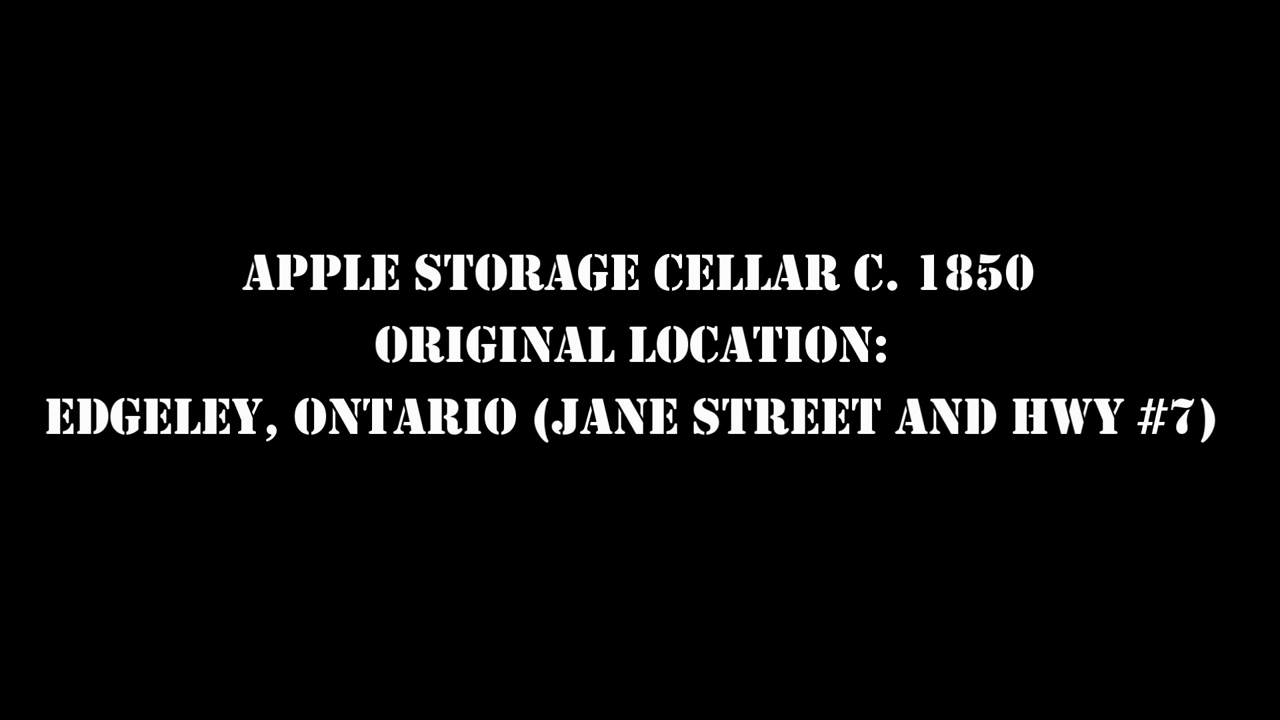 APPLE STORAGE CELLAR C. 1850
ORIGINAL LOCATION:
EDGELEY, ONTARIO (JANE STREET AND HWY #7)